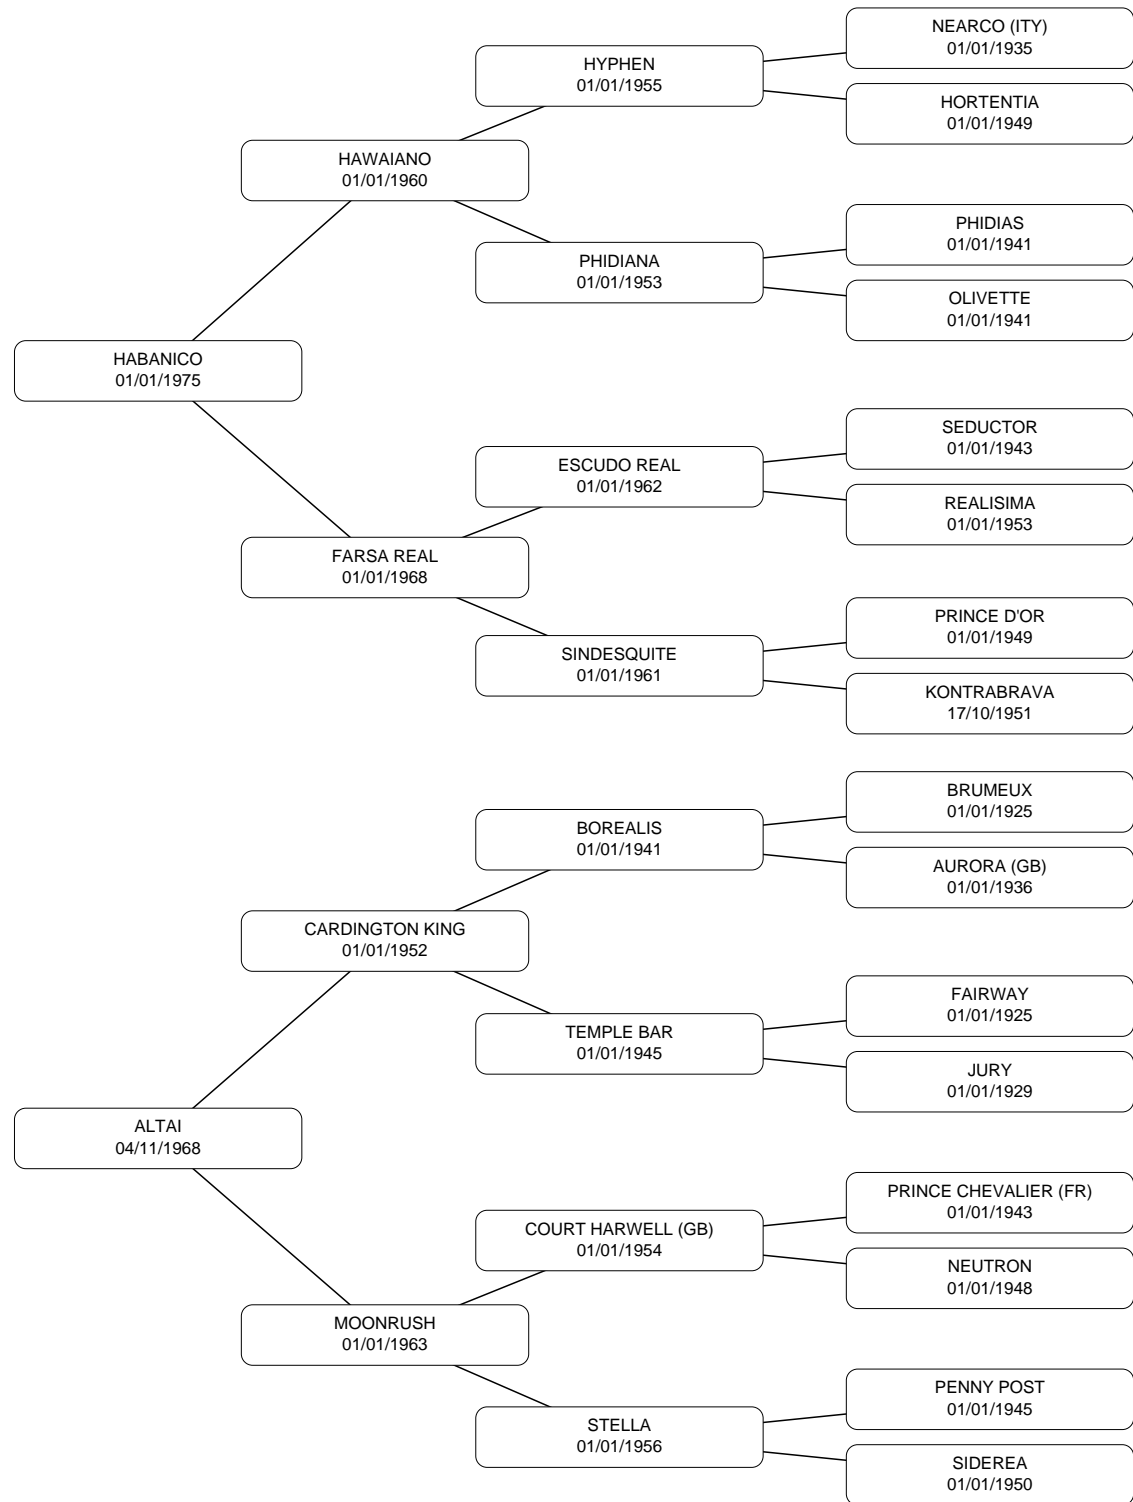 NEARCO (ITY)
01/01/1935
HYPHEN
01/01/1955
HORTENTIA
01/01/1949
HAWAIANO
01/01/1960
PHIDIAS
01/01/1941
PHIDIANA
01/01/1953
OLIVETTE
01/01/1941
HABANICO
01/01/1975
SEDUCTOR
01/01/1943
ESCUDO REAL
01/01/1962
REALISIMA
01/01/1953
FARSA REAL
01/01/1968
PRINCE D'OR
01/01/1949
SINDESQUITE
01/01/1961
KONTRABRAVA
17/10/1951
BRUMEUX
01/01/1925
BOREALIS
01/01/1941
AURORA (GB)
01/01/1936
CARDINGTON KING
01/01/1952
FAIRWAY
01/01/1925
TEMPLE BAR
01/01/1945
JURY
01/01/1929
ALTAI
04/11/1968
PRINCE CHEVALIER (FR)
01/01/1943
COURT HARWELL (GB)
01/01/1954
NEUTRON
01/01/1948
MOONRUSH
01/01/1963
PENNY POST
01/01/1945
STELLA
01/01/1956
SIDEREA
01/01/1950